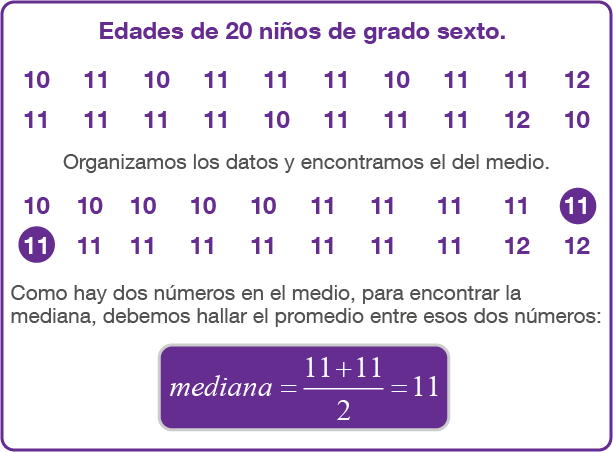 Edades de 20 niños de grado sexto.
10 11 10 11 11 11 10 11 11 12
11 11 11 11 10 11 11 11 12 10
Organizamos los datos y encontramos el del medio.
10 10 10 10 10 11 11 11 11 11
11 11 11 11 11 11 11 11 12 12
Como hay dos números en el medio, para encontrar la
mediana, debemos hallar el promedio entre esos dos números:
mediana = \frac{11+11}{2} = 11